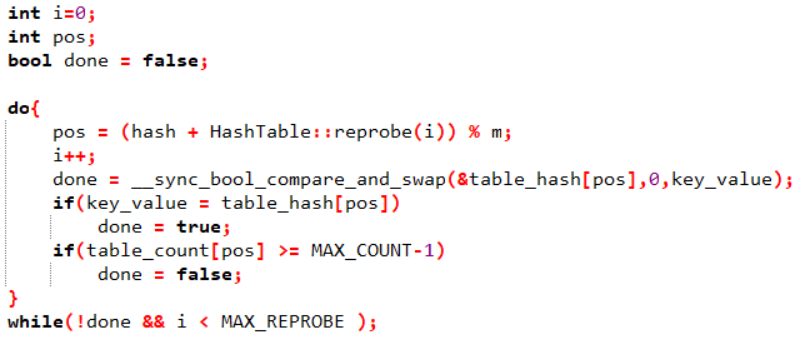 int i=0;
int pos;
bool done = false;
do{
pos = (hash + HashTable::reprobe(i)) % m;
i++;
done = __sync_bool_compare_and_swap(&table_hash[pos],0,key_value);
if(key_value = table_hash[pos])
done = true;
if(table_count[pos] >= MAX_COUNT-1)
done = false;
}
while(!done && i < MAX_REPROBE );